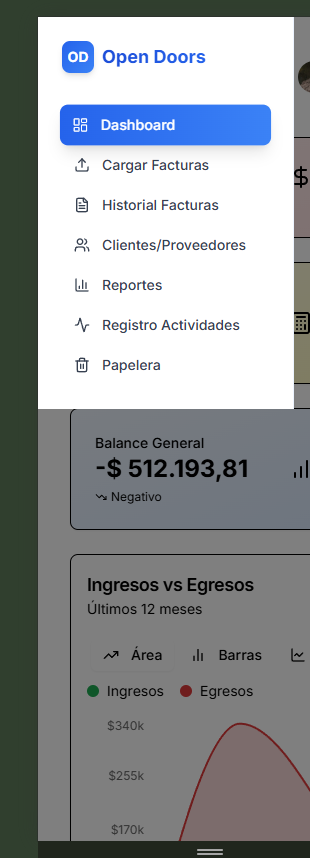 OD Open Doors
Dashboard
Cargar Facturas
Historial Facturas
Clientes/Proveedores
Reportes
Registro Actividades
Papelera
$
Balance General
-$ 512.193,81
Negativo
Ingresos vs Egresos
Últimos 12 meses
Área Barras
Ingresos Egresos
$340k
$255k
$170k